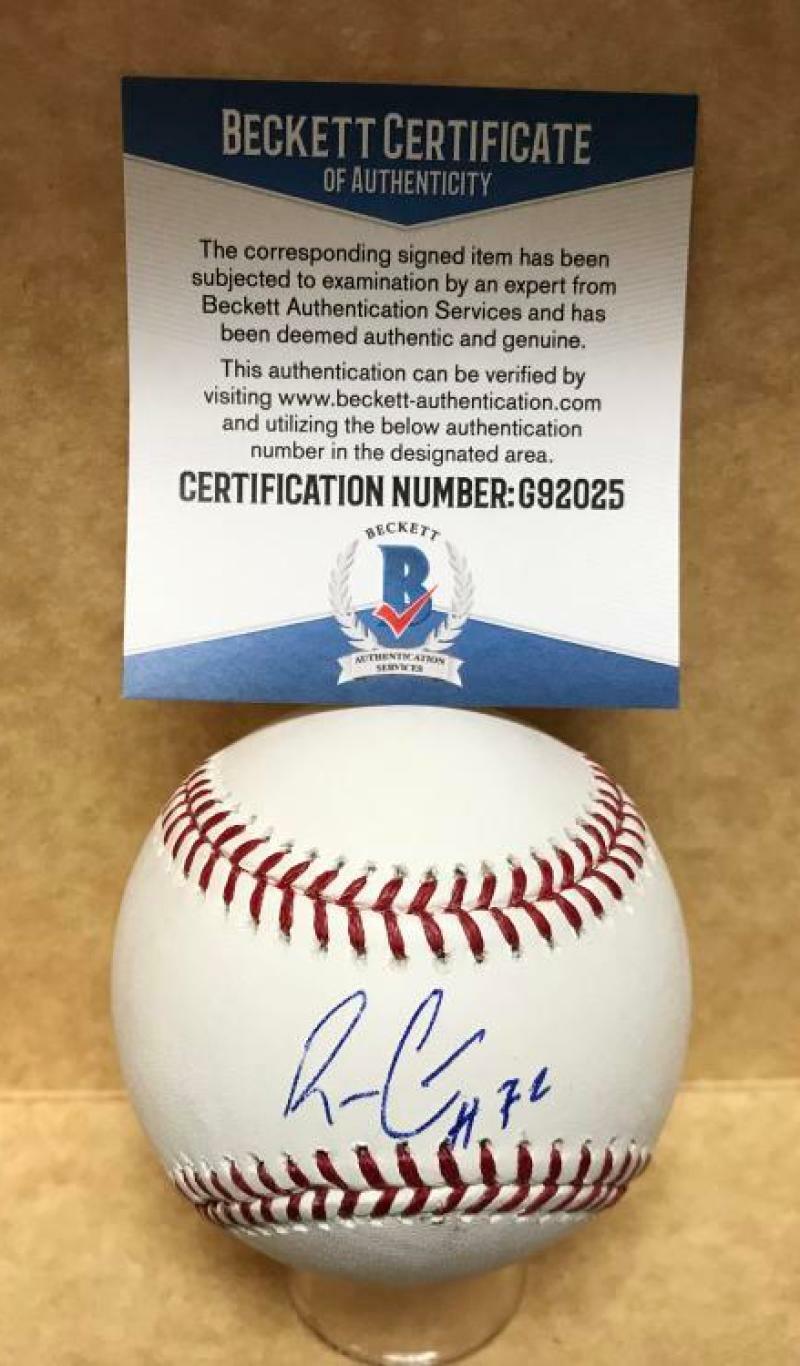 BECKETT CERTIFICATE
OF AUTHENTICITY
The corresponding signed item has been
subjected to examination by an expert from
Beckett Authentication Services and has
been deemed authentic and genuine.
This authentication can be verified by
visiting www.beckett-authentication.com
and utilizing the below authentication
number in the designated area.
CERTIFICATION NUMBER:G92025
BECKETT
B
AUTHENTICATION
SERVICES